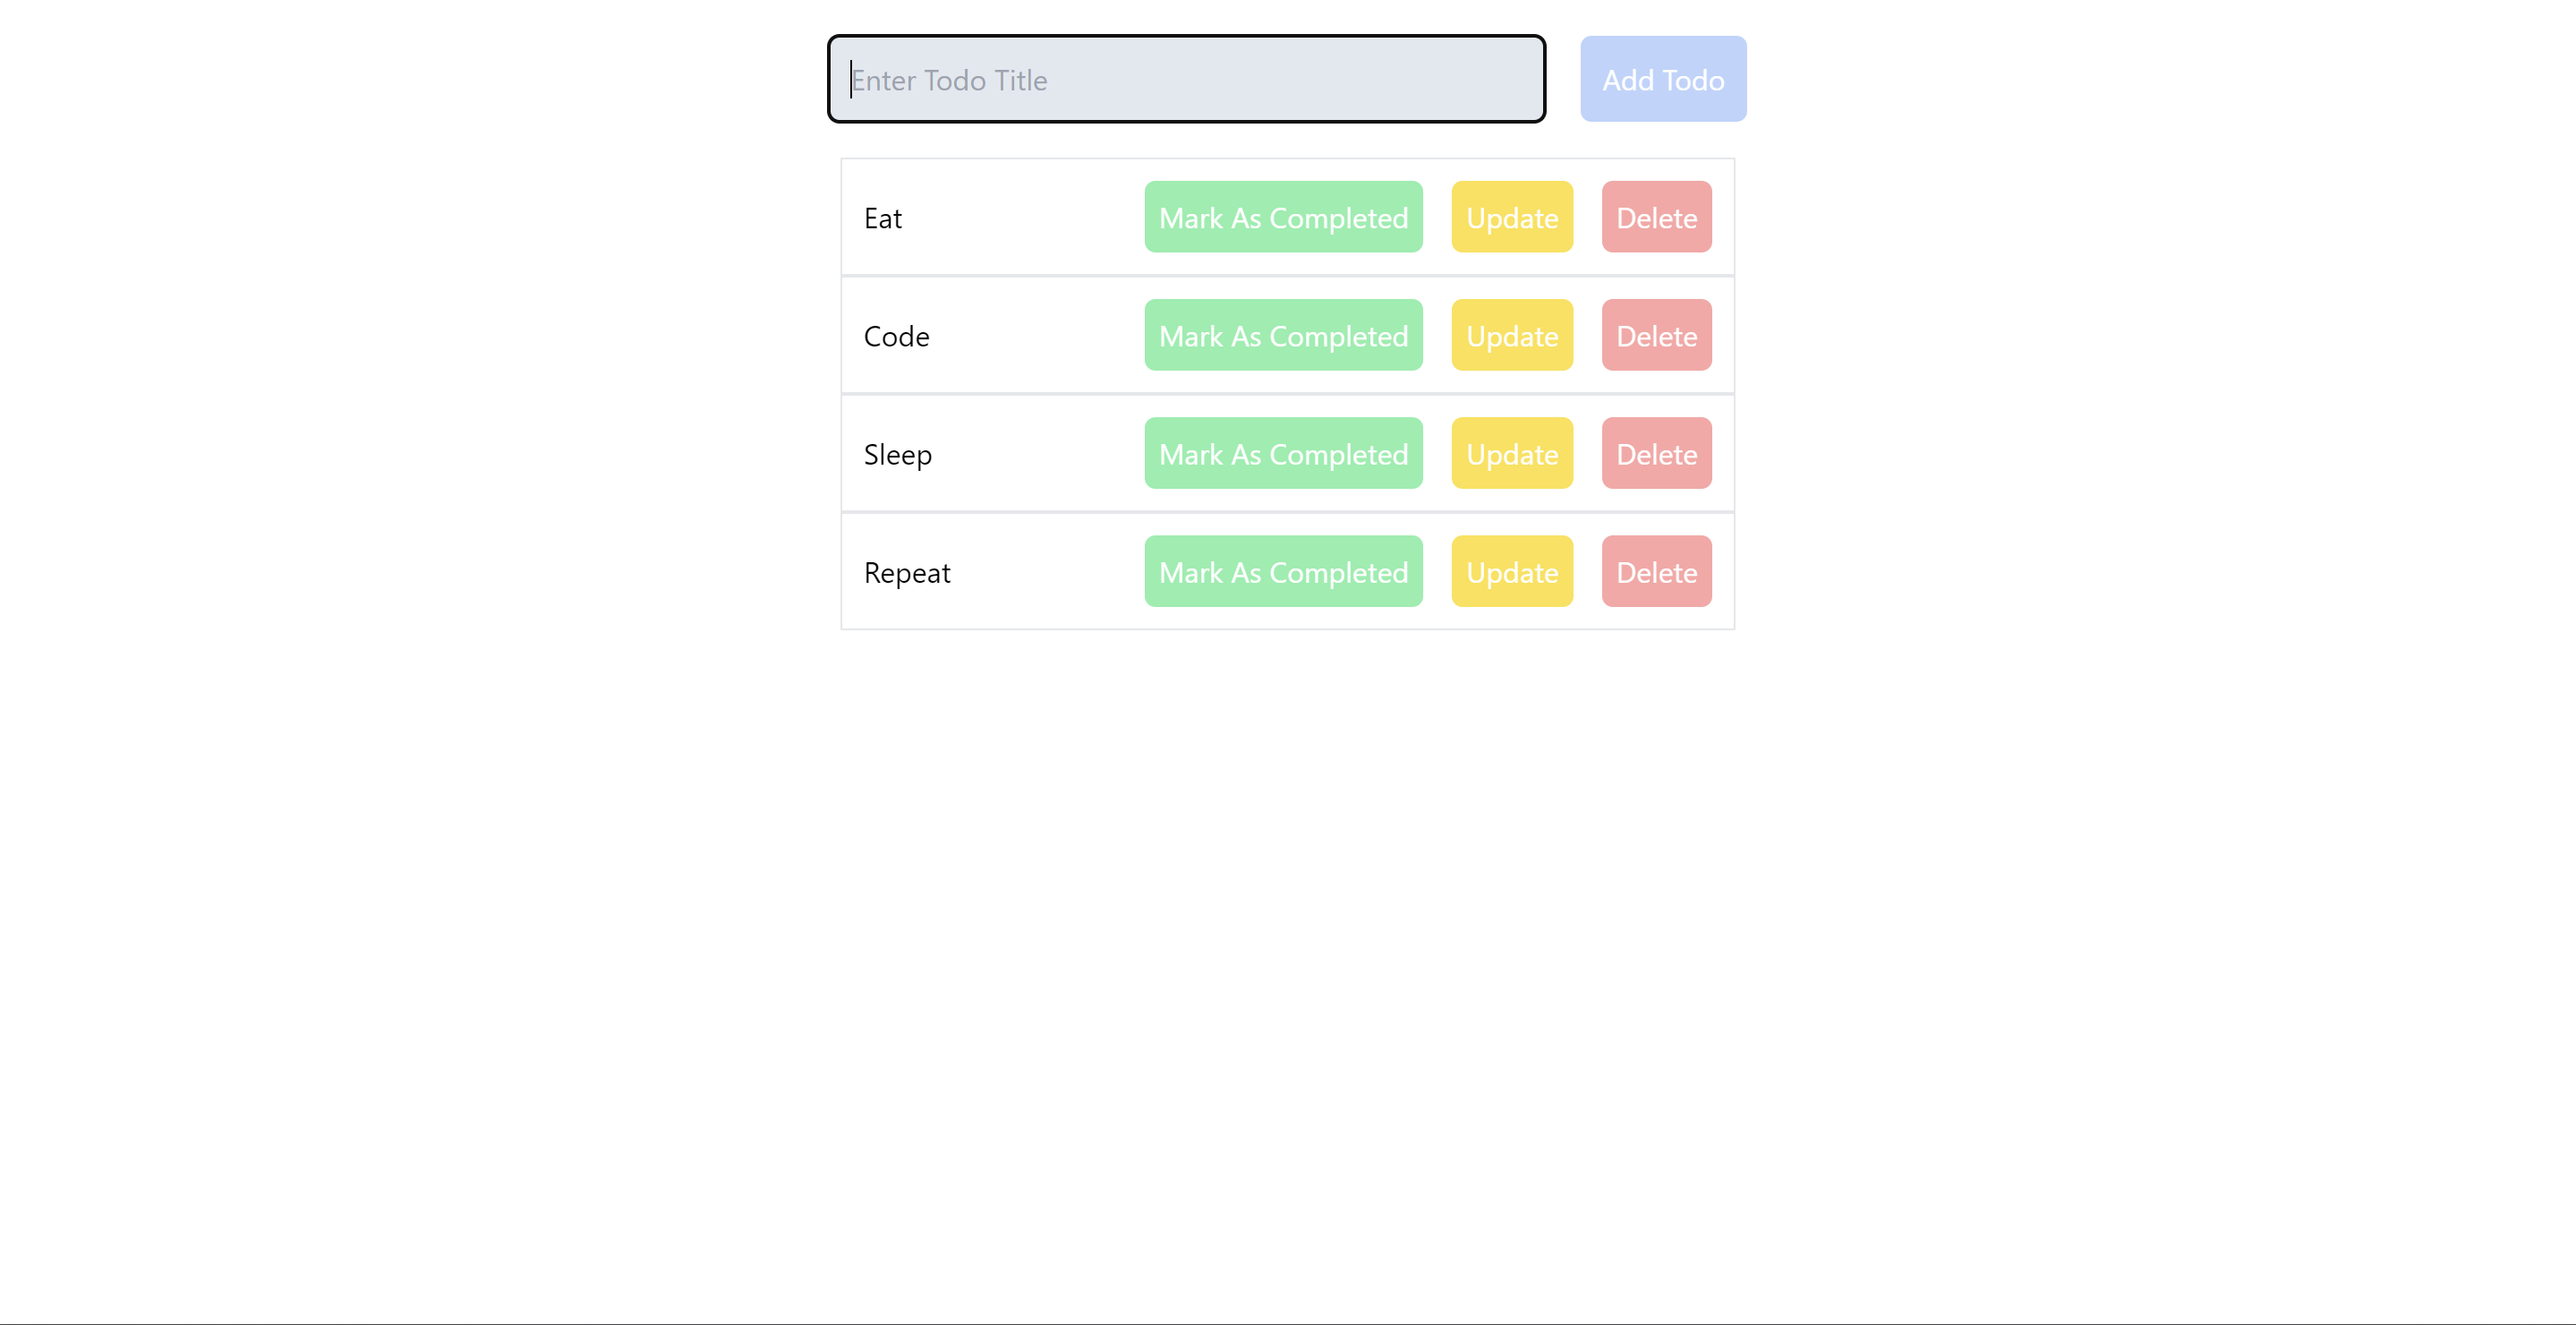 Enter Todo Title Add Todo
Eat Mark As Completed Update Delete
Code Mark As Completed Update Delete
Sleep Mark As Completed Update Delete
Repeat Mark As Completed Update Delete